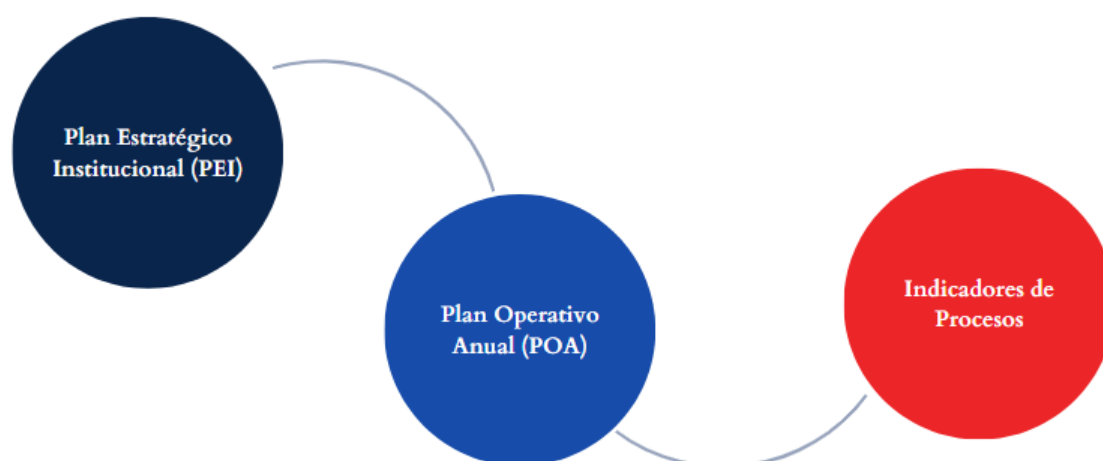 Plan Estratégico
Institucional (PEI)
Plan Operativo
Anual (POA)
Indicadores de
Procesos